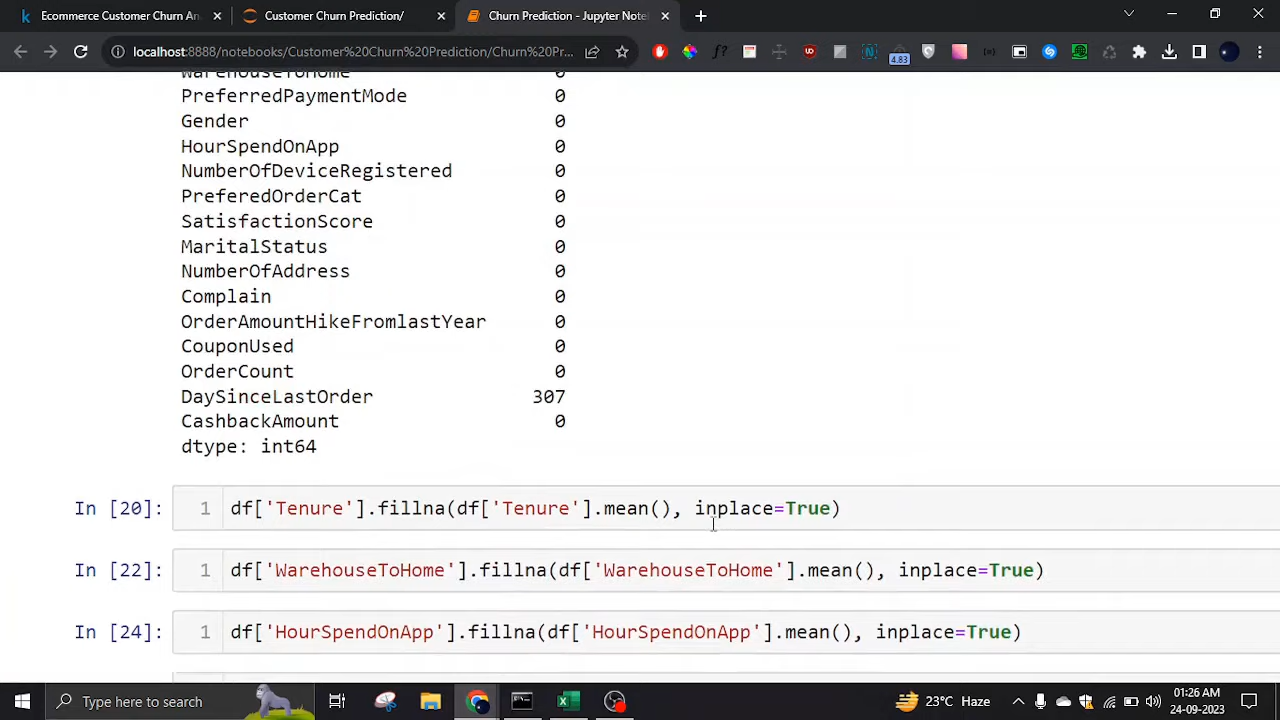 Ecommerce Customer Churn An
Customer Churn Prediction/
Churn Prediction - Jupyter Note
localhost:8888/notebooks/Customer%20Churn%20Prediction/Churn%20Pr...
4.83
WarehouseToHome 0
PreferredPaymentMode 0
Gender 0
HourSpendOnApp 0
NumberOfDeviceRegistered 0
PreferedOrderCat 0
SatisfactionScore 0
MaritalStatus 0
NumberOfAddress 0
Complain 0
OrderAmountHikeFromlastYear 0
CouponUsed 0
OrderCount 0
DaySinceLastOrder 307
CashbackAmount 0
dtype: int64
In [20]: 1 df['Tenure'].fillna(df['Tenure'].mean(), inplace=True)
In [22]: 1 df['WarehouseToHome'].fillna(df['WarehouseToHome'].mean(), inplace=True)
In [24]: 1 df['HourSpendOnApp'].fillna(df['HourSpendOnApp'].mean(), inplace=True)
Type here to search
23°C Haze
01:26 AM
24-09-2023